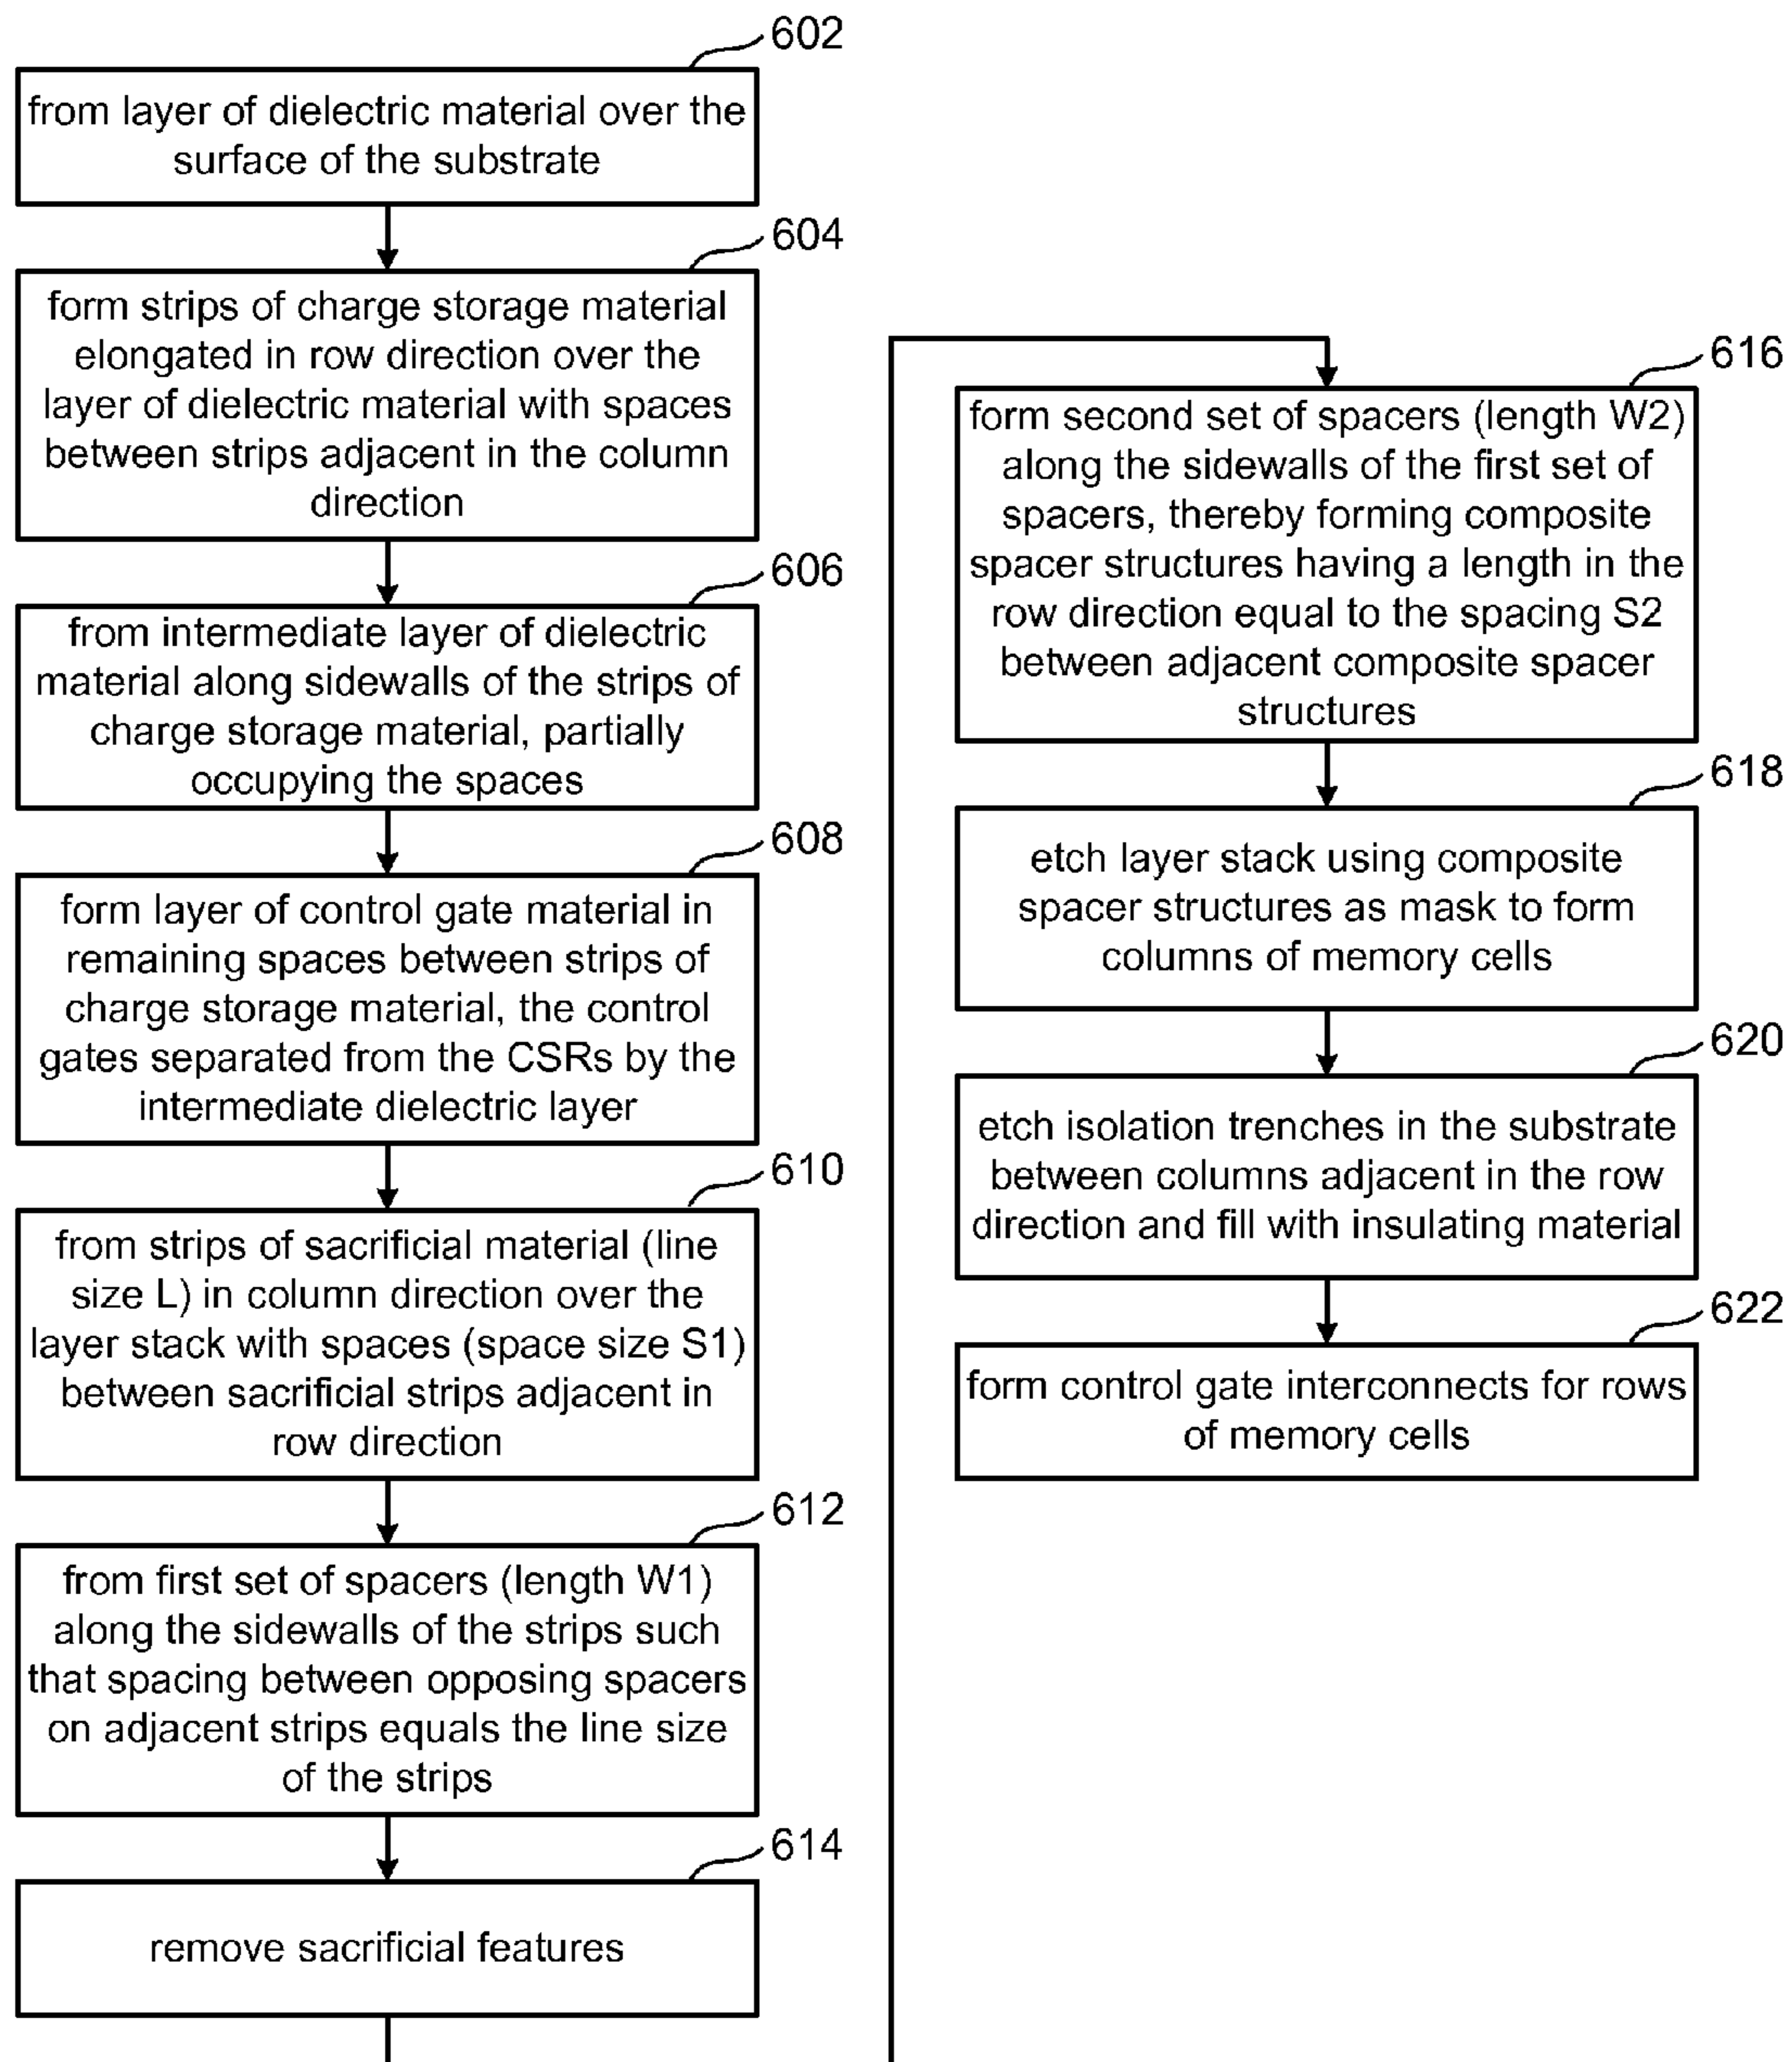 602
from layer of dielectric material over the
surface of the substrate
604
form strips of charge storage material
elongated in row direction over the
layer of dielectric material with spaces
between strips adjacent in the column
direction
606
from intermediate layer of dielectric
material along sidewalls of the strips of
charge storage material, partially
occupying the spaces
608
form layer of control gate material in
remaining spaces between strips of
charge storage material, the control
gates separated from the CSRs by the
intermediate dielectric layer
610
from strips of sacrificial material (line
size L) in column direction over the
layer stack with spaces (space size S1)
between sacrificial strips adjacent in
row direction
612
from first set of spacers (length W1)
along the sidewalls of the strips such
that spacing between opposing spacers
on adjacent strips equals the line size
of the strips
614
remove sacrificial features
616
form second set of spacers (length W2)
along the sidewalls of the first set of
spacers, thereby forming composite
spacer structures having a length in the
row direction equal to the spacing S2
between adjacent composite spacer
structures
618
etch layer stack using composite
spacer structures as mask to form
columns of memory cells
620
etch isolation trenches in the substrate
between columns adjacent in the row
direction and fill with insulating material
622
form control gate interconnects for rows
of memory cells